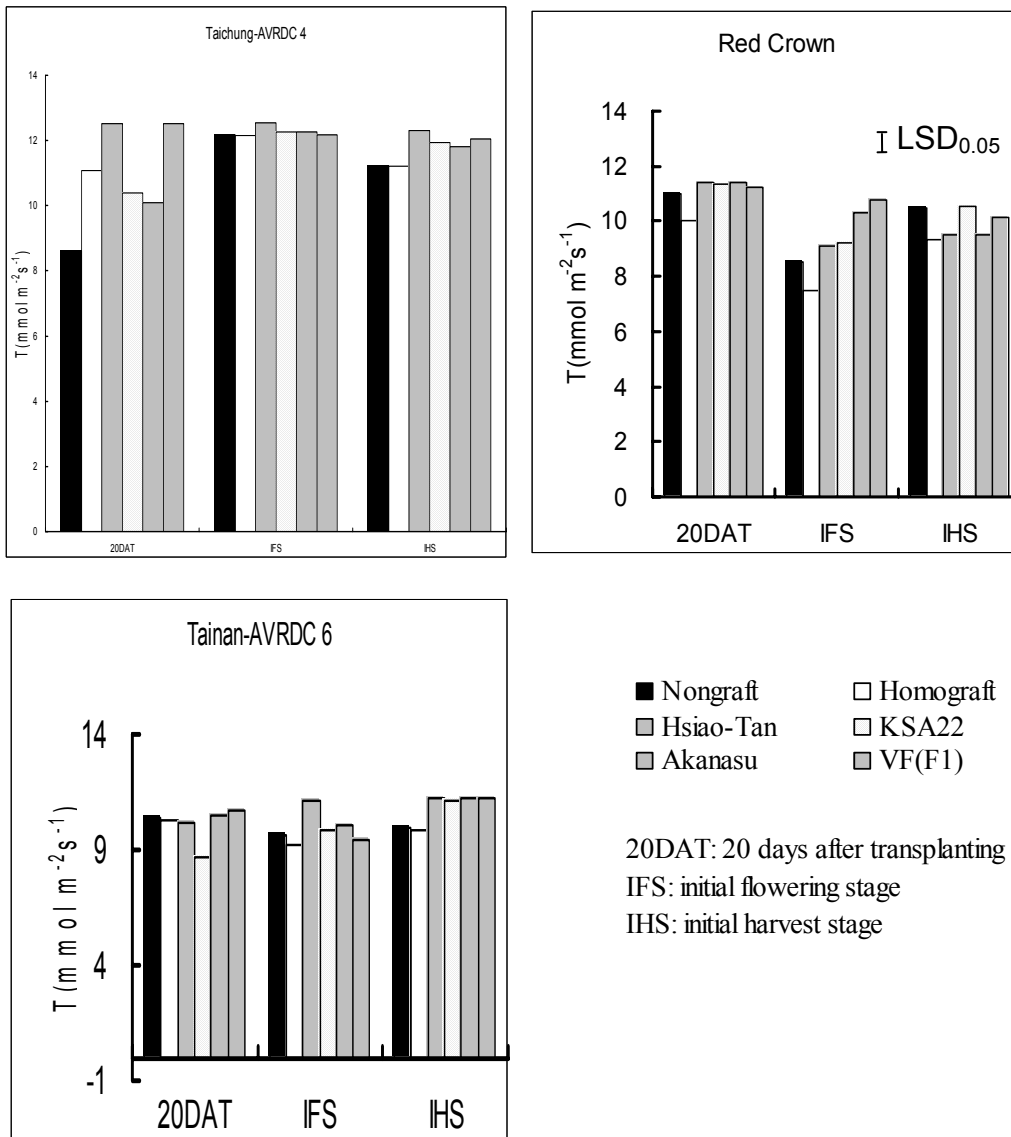 Taichung-AVRDC 4
T (mmol m⁻²s⁻¹)
14
12
10
8
6
4
2
0
20DAT IFS IHS
Red Crown
LSD₀.₀₅
T(mmol m⁻²s⁻¹)
14
12
10
8
6
4
2
0
20DAT IFS IHS
Tainan-AVRDC 6
T (mmol m⁻²s⁻¹)
14
9
4
-1
20DAT IFS IHS
Nongraft Homograft
Hsiao-Tan KSA22
Akanasu VF(F1)
20DAT: 20 days after transplanting
IFS: initial flowering stage
IHS: initial harvest stage